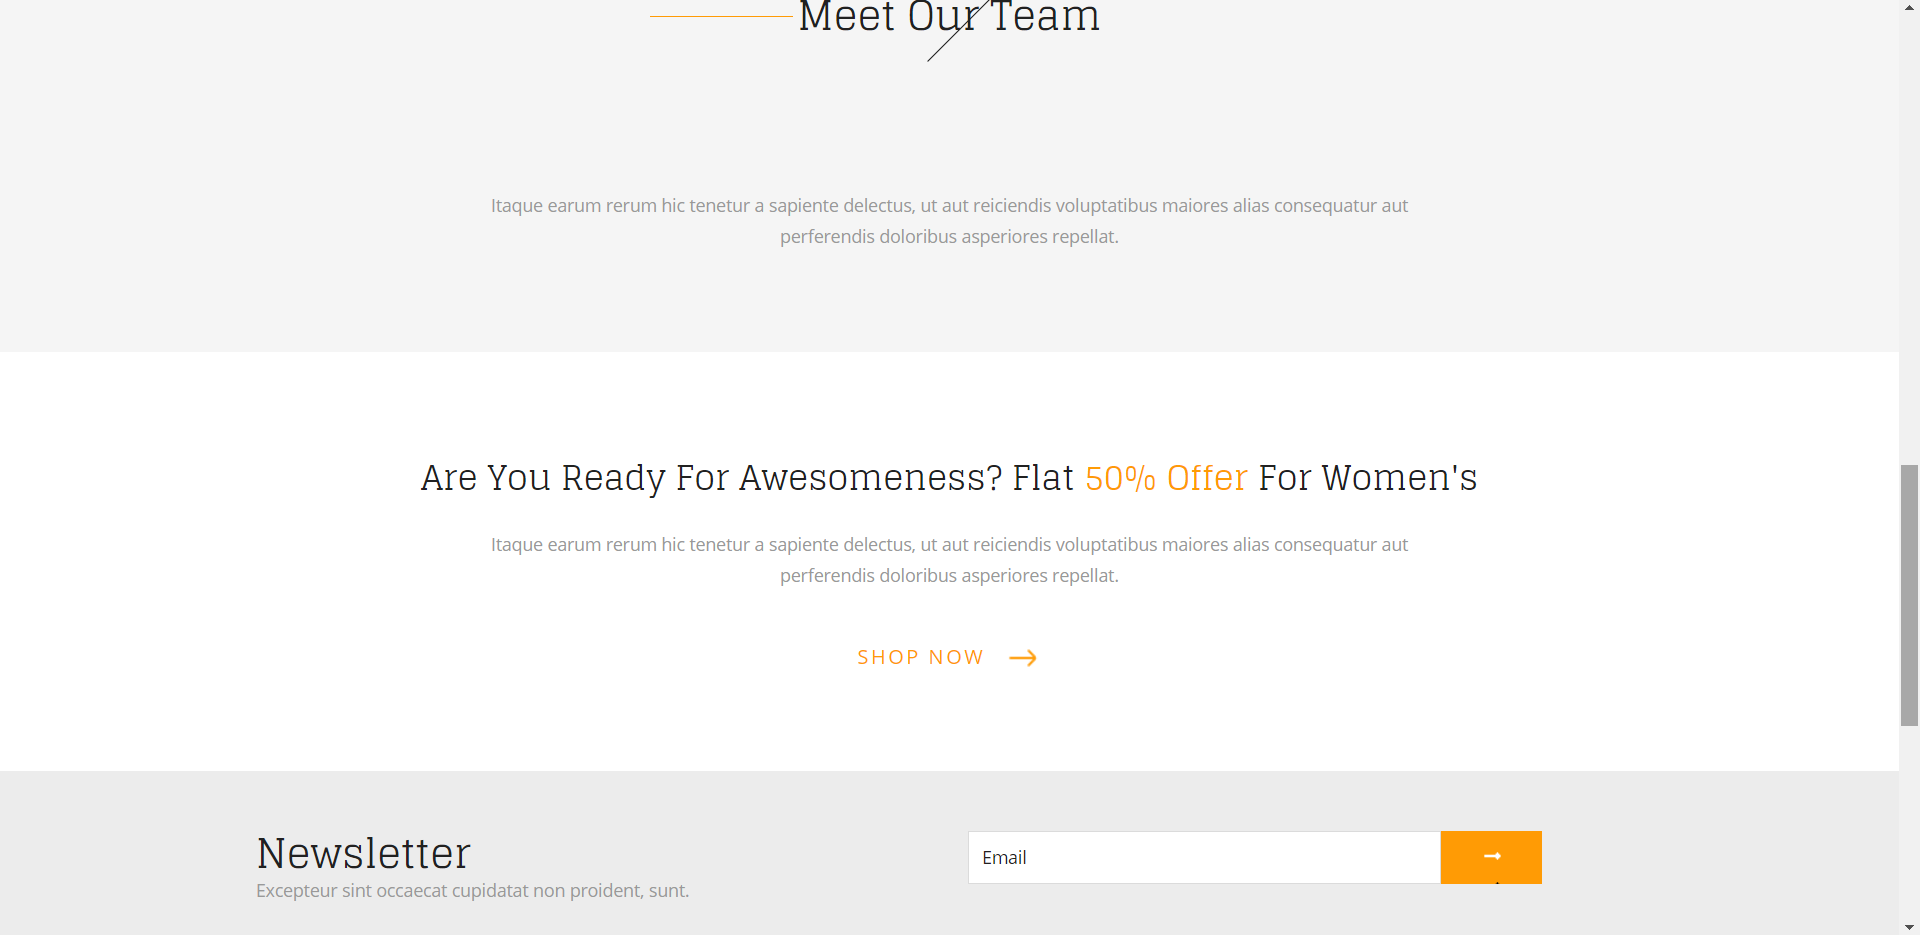 Meet Our Team
Itaque earum rerum hic tenetur a sapiente delectus, ut aut reiciendis voluptatibus maiores alias consequatur aut
perferendis doloribus asperiores repellat.
Are You Ready For Awesomeness? Flat 50% Offer For Women's
Itaque earum rerum hic tenetur a sapiente delectus, ut aut reiciendis voluptatibus maiores alias consequatur aut
perferendis doloribus asperiores repellat.
SHOP NOW
Newsletter
Excepteur sint occaecat cupidatat non proident, sunt.
Email